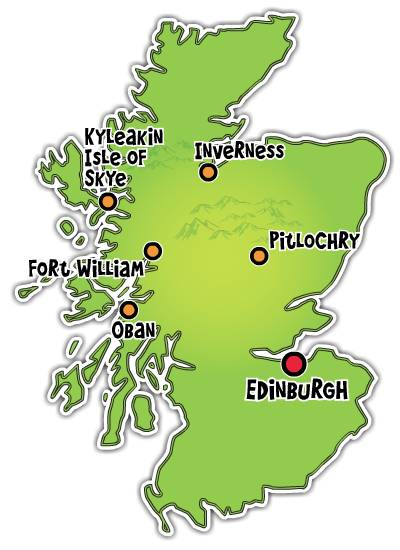 Kyleakin
Isle of
Skye
Inverness
Pitlochry
Fort William
Oban
Edinburgh